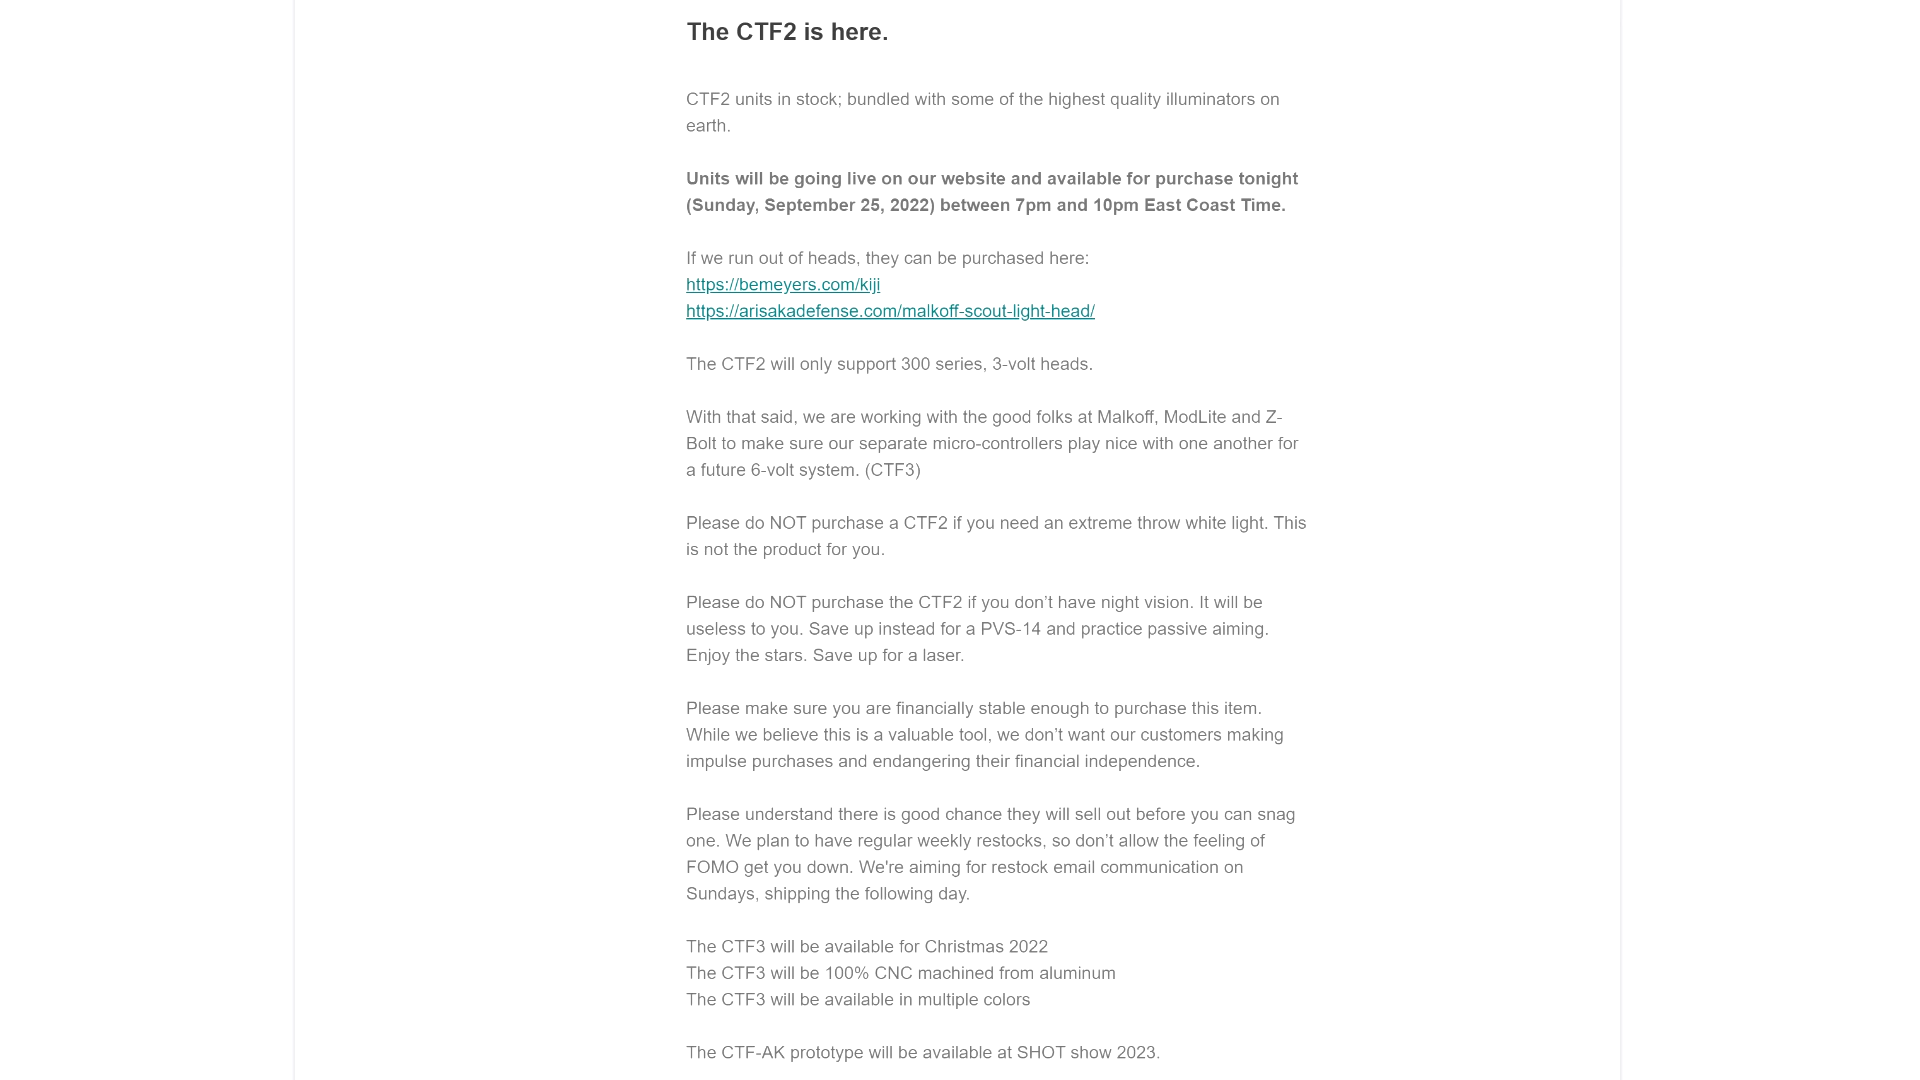 The CTF2 is here.
CTF2 units in stock; bundled with some of the highest quality illuminators on
earth.
Units will be going live on our website and available for purchase tonight
(Sunday, September 25, 2022) between 7pm and 10pm East Coast Time.
If we run out of heads, they can be purchased here:
https://bemeyers.com/kiji
https://arisakadefense.com/malkoff-scout-light-head/
The CTF2 will only support 300 series, 3-volt heads.
With that said, we are working with the good folks at Malkoff, ModLite and Z-
Bolt to make sure our separate micro-controllers play nice with one another for
a future 6-volt system. (CTF3)
Please do NOT purchase a CTF2 if you need an extreme throw white light. This
is not the product for you.
Please do NOT purchase the CTF2 if you don’t have night vision. It will be
useless to you. Save up instead for a PVS-14 and practice passive aiming.
Enjoy the stars. Save up for a laser.
Please make sure you are financially stable enough to purchase this item.
While we believe this is a valuable tool, we don’t want our customers making
impulse purchases and endangering their financial independence.
Please understand there is good chance they will sell out before you can snag
one. We plan to have regular weekly restocks, so don’t allow the feeling of
FOMO get you down. We're aiming for restock email communication on
Sundays, shipping the following day.
The CTF3 will be available for Christmas 2022
The CTF3 will be 100% CNC machined from aluminum
The CTF3 will be available in multiple colors
The CTF-AK prototype will be available at SHOT show 2023.